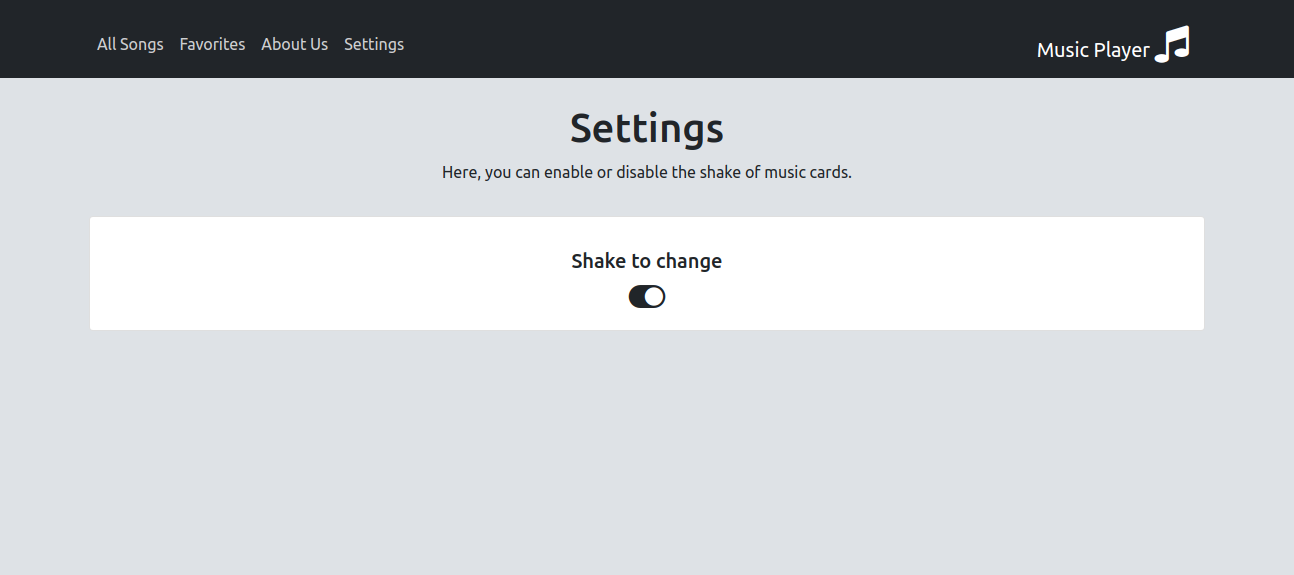 All Songs Favorites About Us Settings Music Player
Settings
Here, you can enable or disable the shake of music cards.
Shake to change